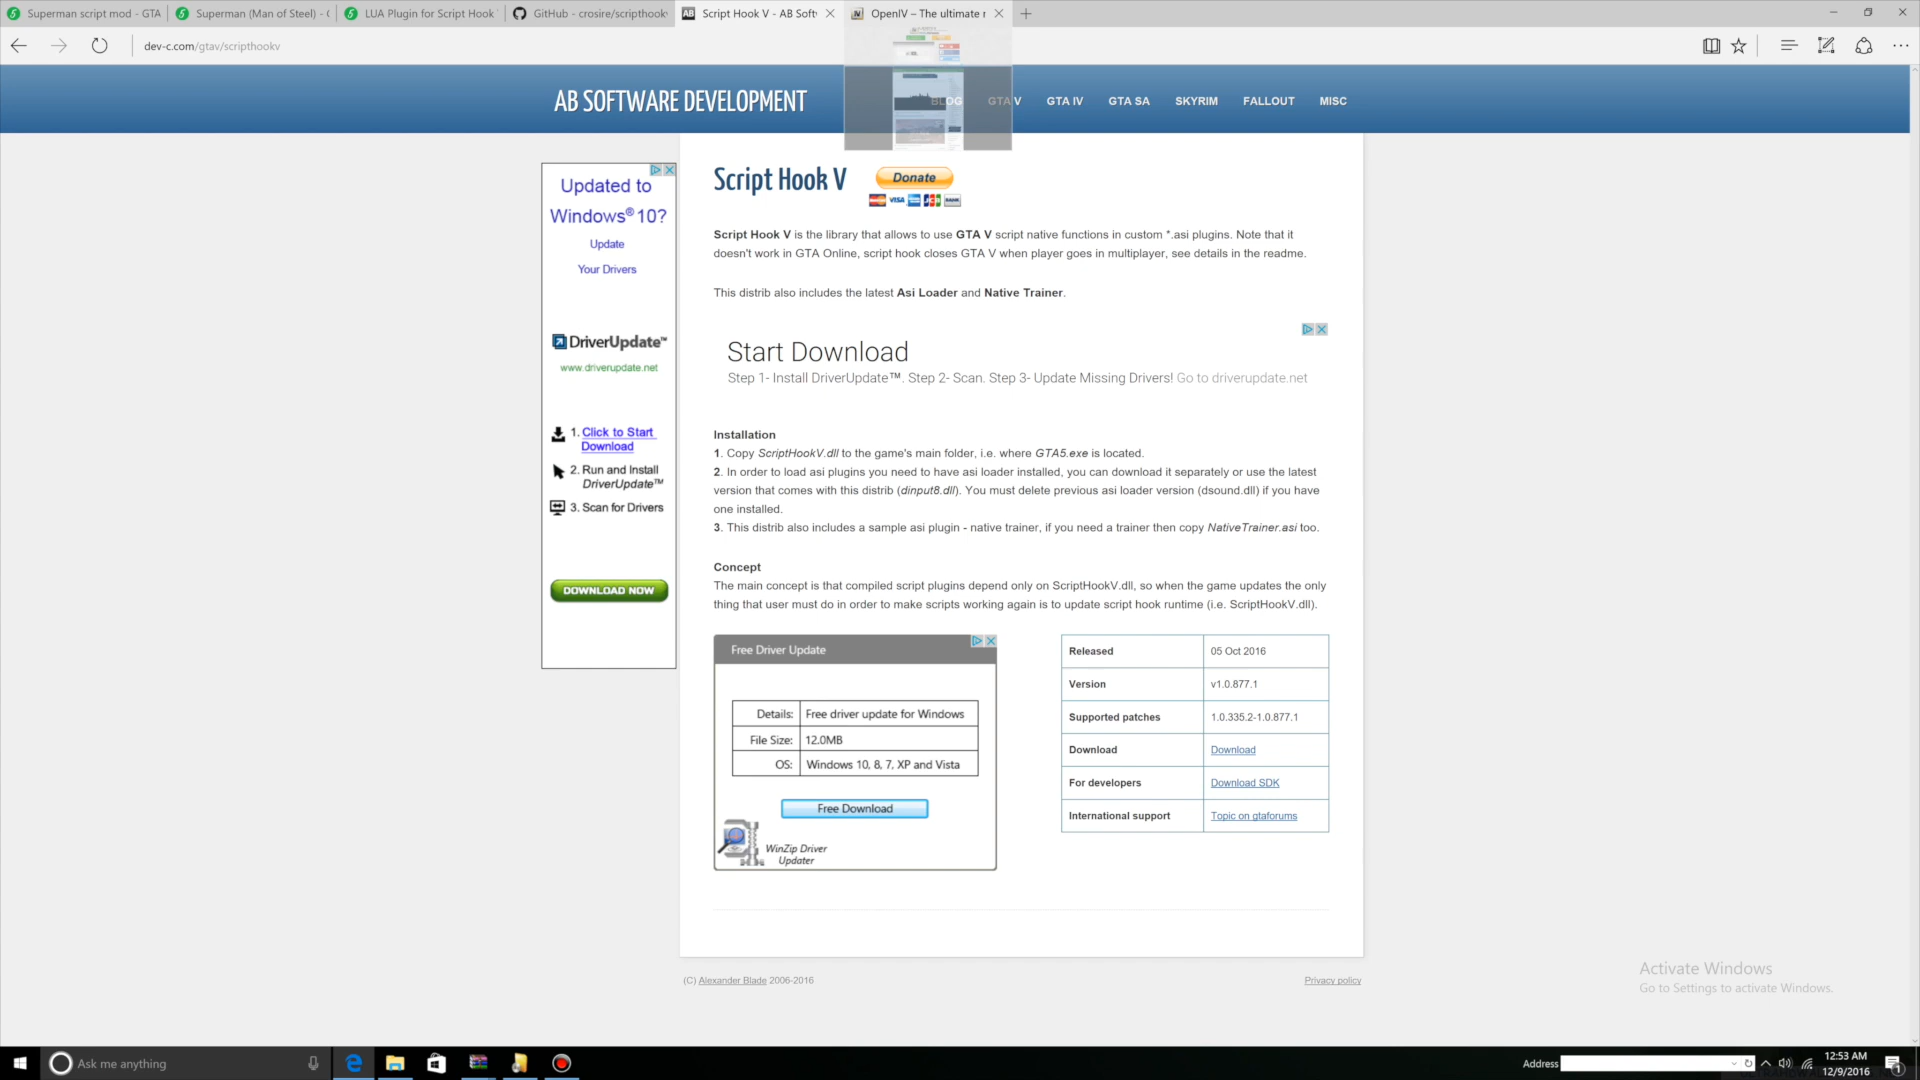 Superman script mod - GTA
Superman (Man of Steel) -
LUA Plugin for Script Hook
GitHub - crosire/scripthook
AB
Script Hook V - AB Soft
OpenIV – The ultimate
dev-c.com/gtav/scripthookv
AB SOFTWARE DEVELOPMENT
BLOG
GTA V
GTA IV
GTA SA
SKYRIM
FALLOUT
MISC
Updated to
Windows® 10?
Update
Your Drivers
DriverUpdate™
www.driverupdate.net
1. Click to Start
Download
2. Run and Install
DriverUpdate™
3. Scan for Drivers
DOWNLOAD NOW
Script Hook V
Donate
VISA
JCB
BANK
Script Hook V is the library that allows to use GTA V script native functions in custom *.asi plugins. Note that it
doesn't work in GTA Online, script hook closes GTA V when player goes in multiplayer, see details in the readme.
This distrib also includes the latest Asi Loader and Native Trainer.
Start Download
Step 1- Install DriverUpdate™. Step 2- Scan. Step 3- Update Missing Drivers! Go to driverupdate.net
Installation
1. Copy ScriptHookV.dll to the game's main folder, i.e. where GTA5.exe is located.
2. In order to load asi plugins you need to have asi loader installed, you can download it separately or use the latest
version that comes with this distrib (dinput8.dll). You must delete previous asi loader version (dsound.dll) if you have
one installed.
3. This distrib also includes a sample asi plugin - native trainer, if you need a trainer then copy NativeTrainer.asi too.
Concept
The main concept is that compiled script plugins depend only on ScriptHookV.dll, so when the game updates the only
thing that user must do in order to make scripts working again is to update script hook runtime (i.e. ScriptHookV.dll).
Free Driver Update
Details: Free driver update for Windows
File Size: 12.0MB
OS: Windows 10, 8, 7, XP and Vista
Free Download
WinZip Driver
Updater
Released 05 Oct 2016
Version v1.0.877.1
Supported patches 1.0.335.2-1.0.877.1
Download Download
For developers Download SDK
International support Topic on gtaforums
(C) Alexander Blade 2006-2016
Privacy policy
Activate Windows
Go to Settings to activate Windows.
Ask me anything
Address
12:53 AM
12/9/2016
1